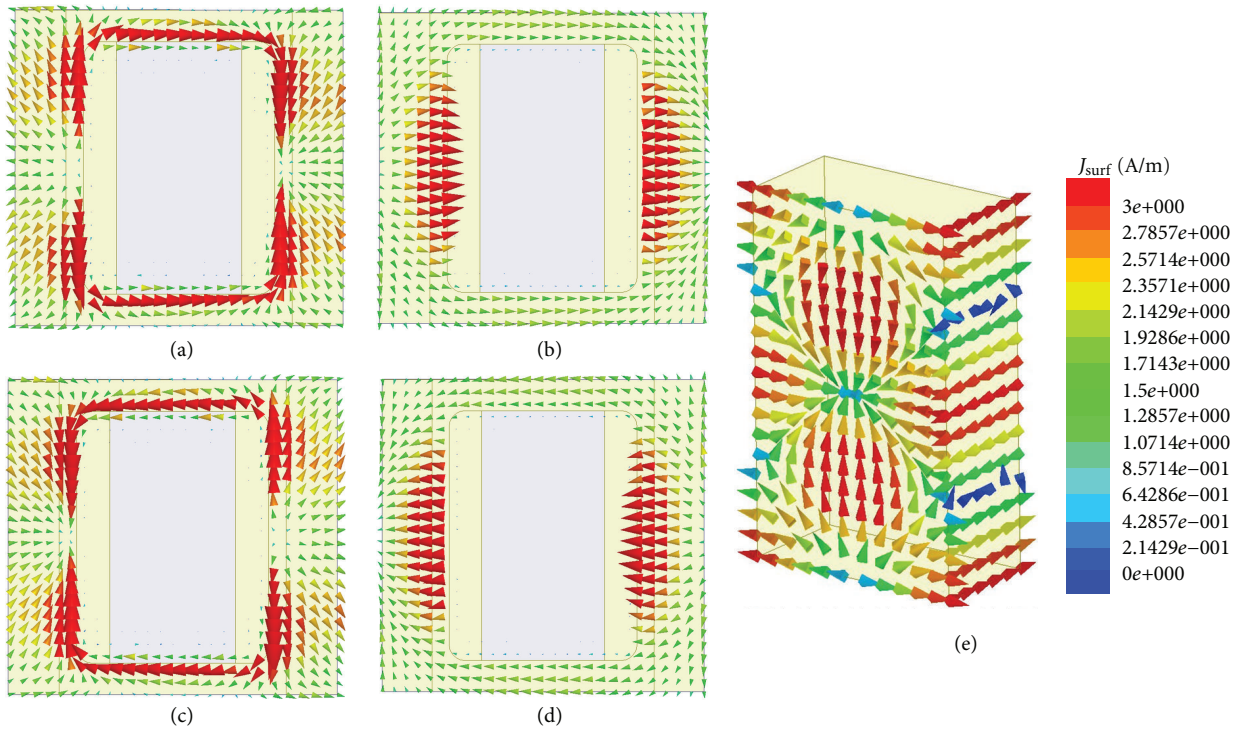 (a)
(b)
(c)
(d)
(e)
J_surf (A/m)
3e+000
2.7857e+000
2.5714e+000
2.3571e+000
2.1429e+000
1.9286e+000
1.7143e+000
1.5e+000
1.2857e+000
1.0714e+000
8.5714e−001
6.4286e−001
4.2857e−001
2.1429e−001
0e+000